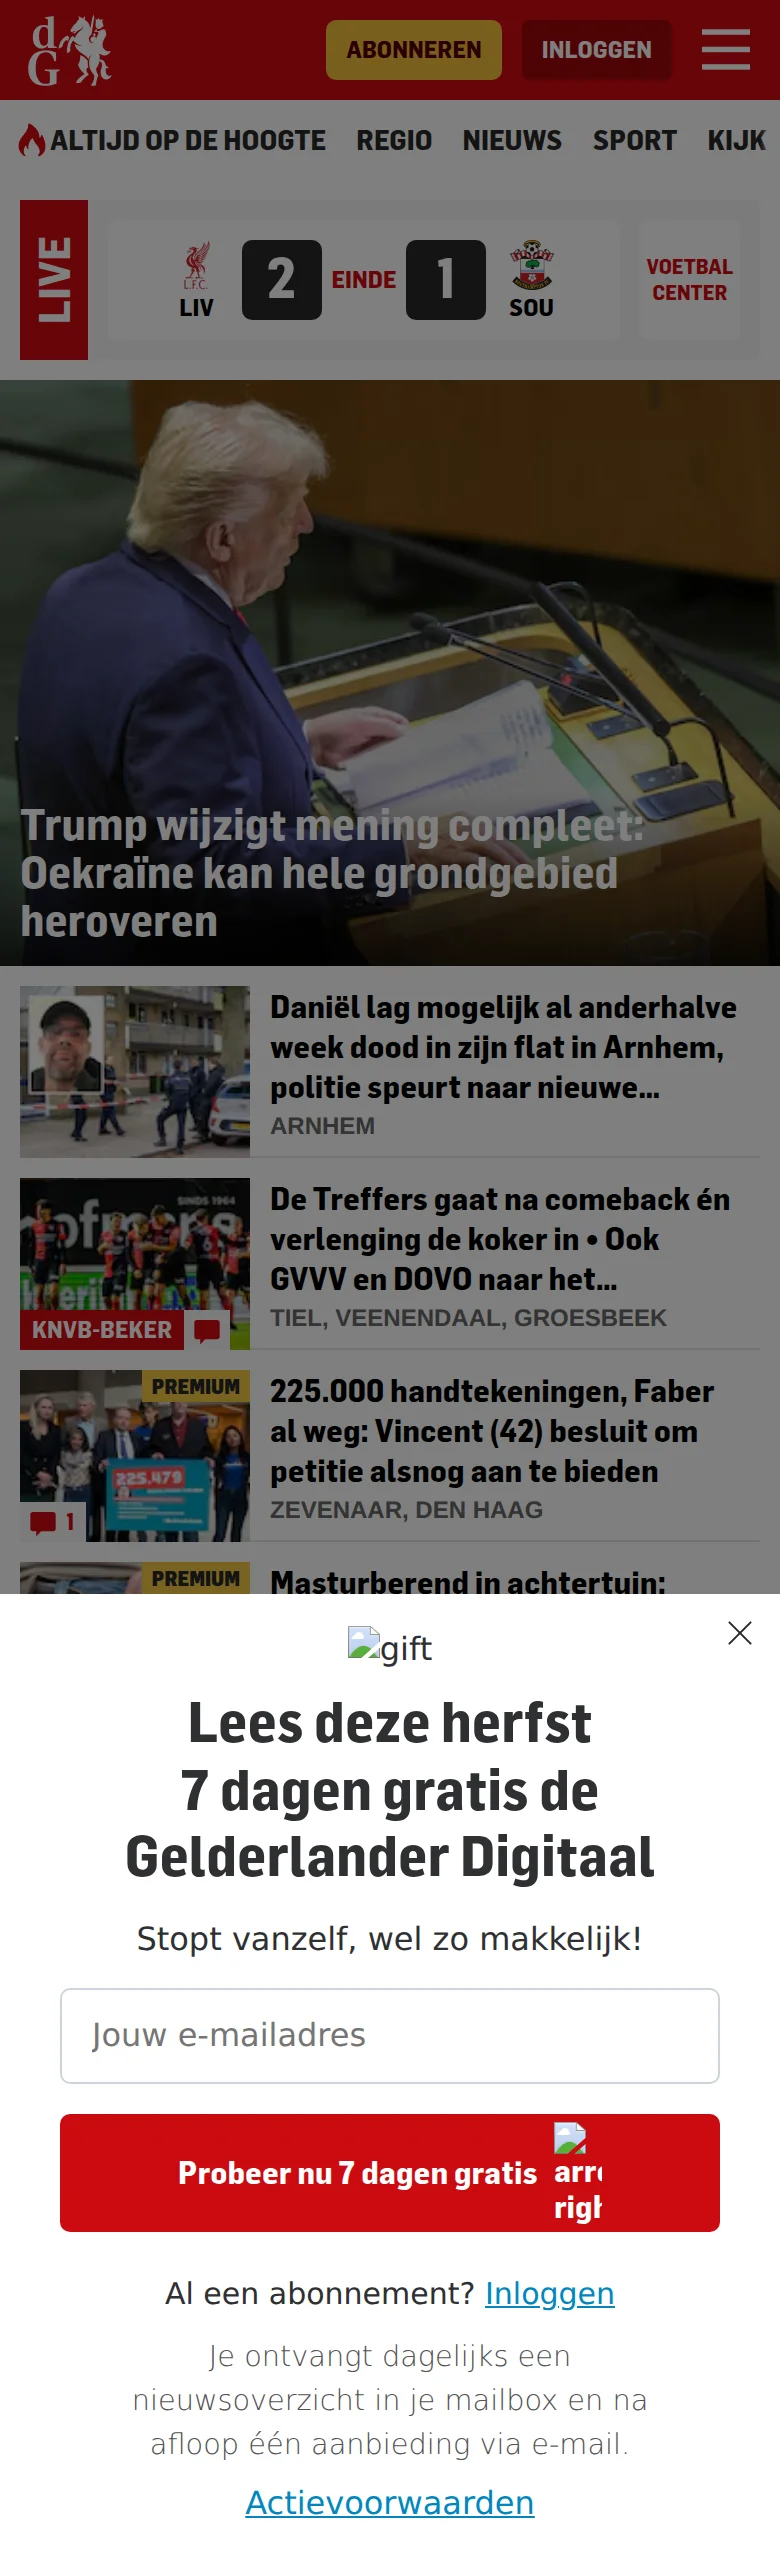 dG
ABONNEREN
INLOGGEN
ALTIJD OP DE HOOGTE
REGIO
NIEUWS
SPORT
KIJK
LIVE
L.F.C.
LIV
2
EINDE
1
SOU
VOETBAL
CENTER
Trump wijzigt mening compleet:
Oekraïne kan hele grondgebied
heroveren
Daniël lag mogelijk al anderhalve
week dood in zijn flat in Arnhem,
politie speurt naar nieuwe...
ARNHEM
SINDS 1964
KNVB-BEKER
De Treffers gaat na comeback én
verlenging de koker in • Ook
GVVV en DOVO naar het...
TIEL, VEENENDAAL, GROESBEEK
PREMIUM
225.479
1
225.000 handtekeningen, Faber
al weg: Vincent (42) besluit om
petitie alsnog aan te bieden
ZEVENAAR, DEN HAAG
PREMIUM
Masturberend in achtertuin:
gift
Lees deze herfst
7 dagen gratis de
Gelderlander Digitaal
Stopt vanzelf, wel zo makkelijk!
Jouw e-mailadres
Probeer nu 7 dagen gratis
arro
righ
Al een abonnement? Inloggen
Je ontvangt dagelijks een
nieuwsoverzicht in je mailbox en na
afloop één aanbieding via e-mail.
Actievoorwaarden